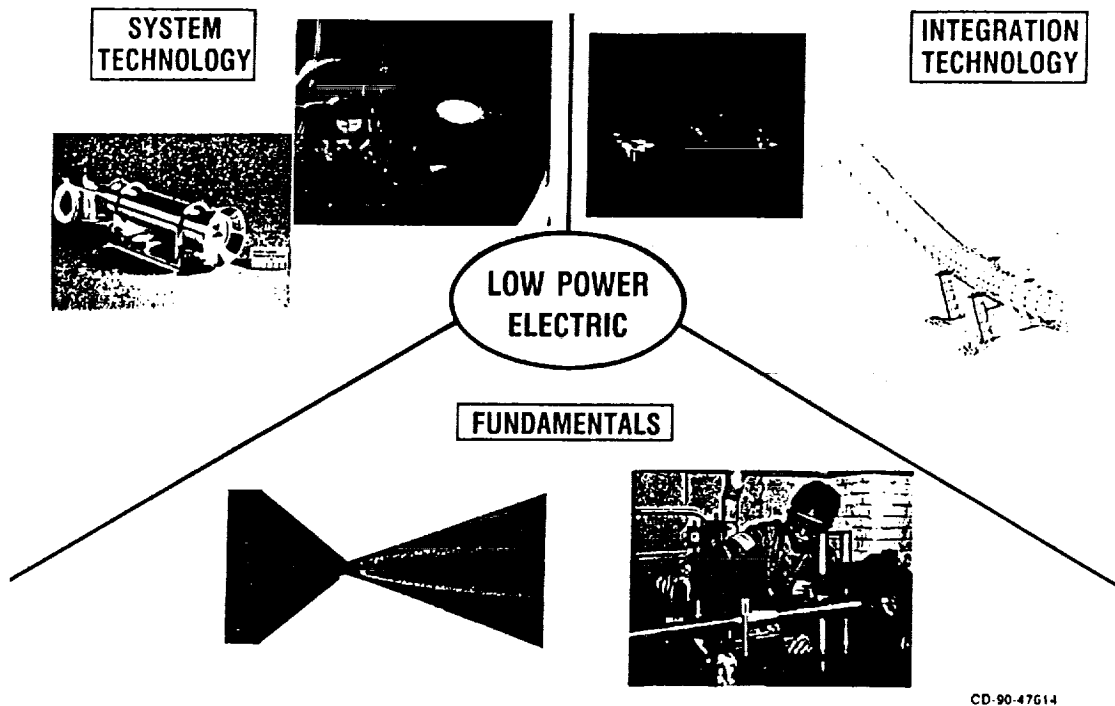 SYSTEM
TECHNOLOGY
INTEGRATION
TECHNOLOGY
LOW POWER
ELECTRIC
FUNDAMENTALS
CD-90-47614